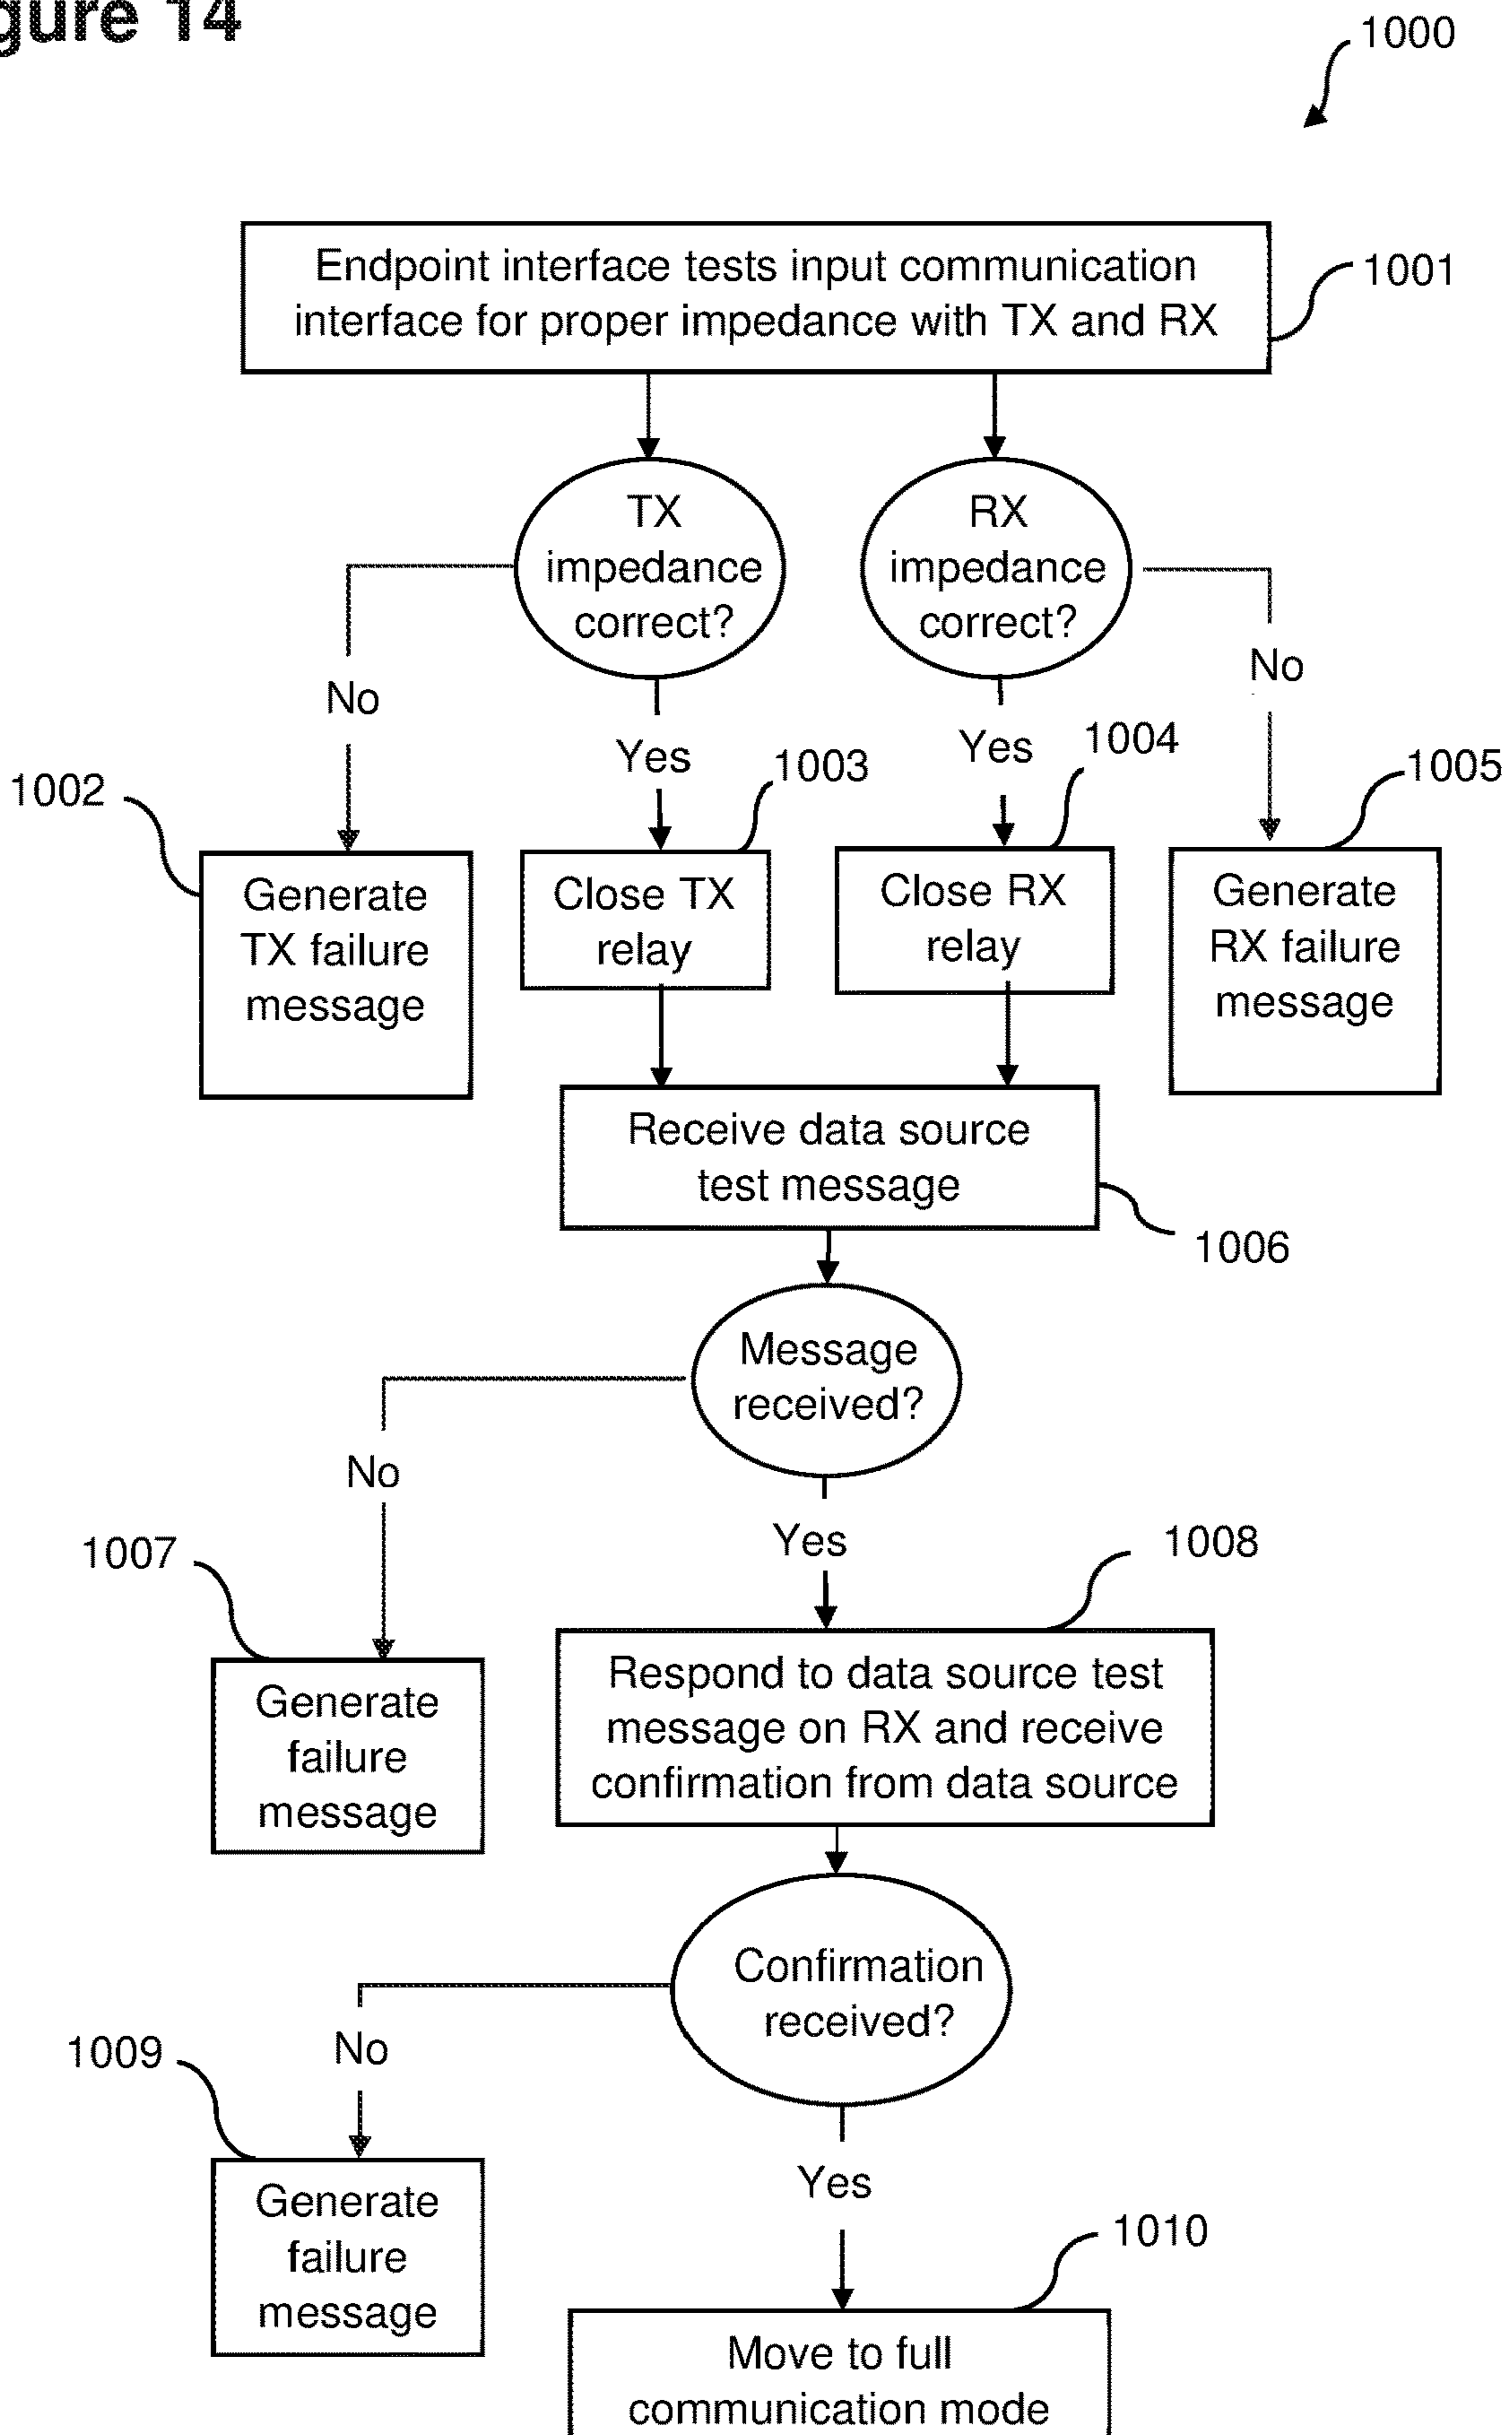 gure 14
1000
Endpoint interface tests input communication
interface for proper impedance with TX and RX
1001
TX
impedance
correct?
RX
impedance
correct?
No
Yes
Yes
No
1002
1003
1004
1005
Generate
TX failure
message
Close TX
relay
Close RX
relay
Generate
RX failure
message
Receive data source
test message
1006
Message
received?
No
Yes
1007
1008
Generate
failure
message
Respond to data source test
message on RX and receive
confirmation from data source
Confirmation
received?
No
1009
Yes
Generate
failure
message
1010
Move to full
communication mode